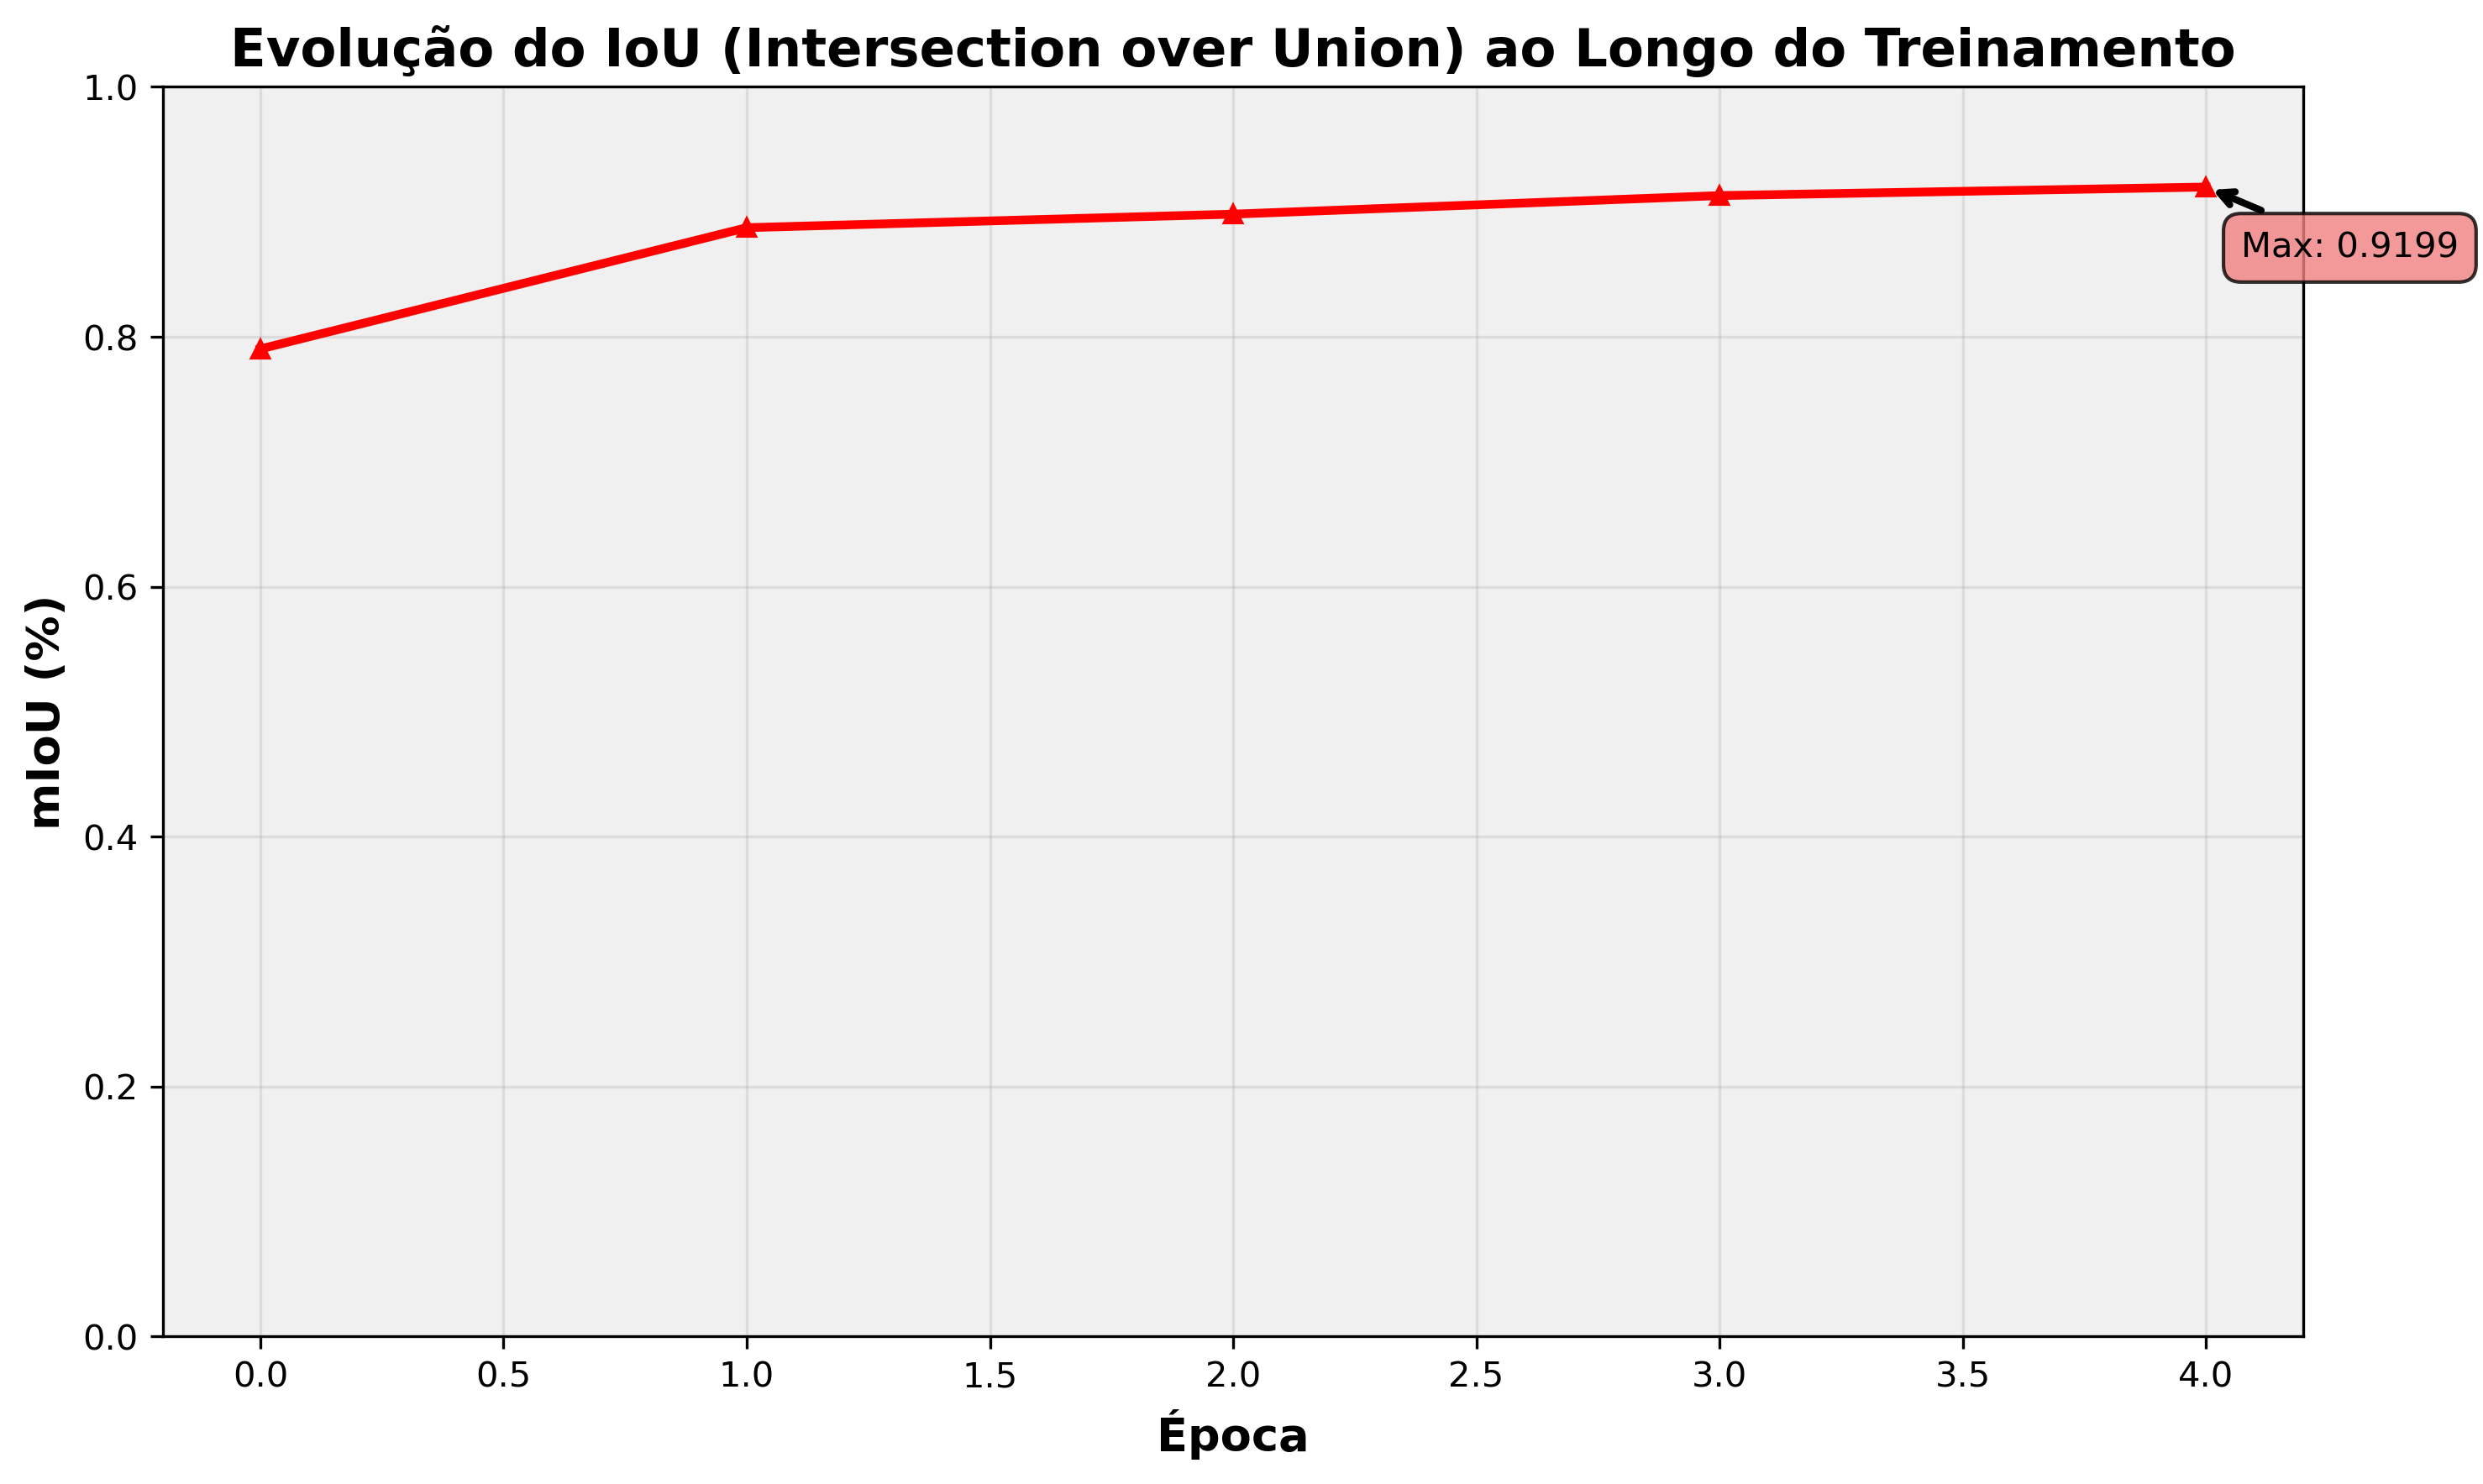 Evolução do IoU (Intersection over Union) ao Longo do Treinamento
1.0
0.8
0.6
0.4
0.2
0.0
mIoU (%)
Max: 0.9199
0.0 0.5 1.0 1.5 2.0 2.5 3.0 3.5 4.0
Época